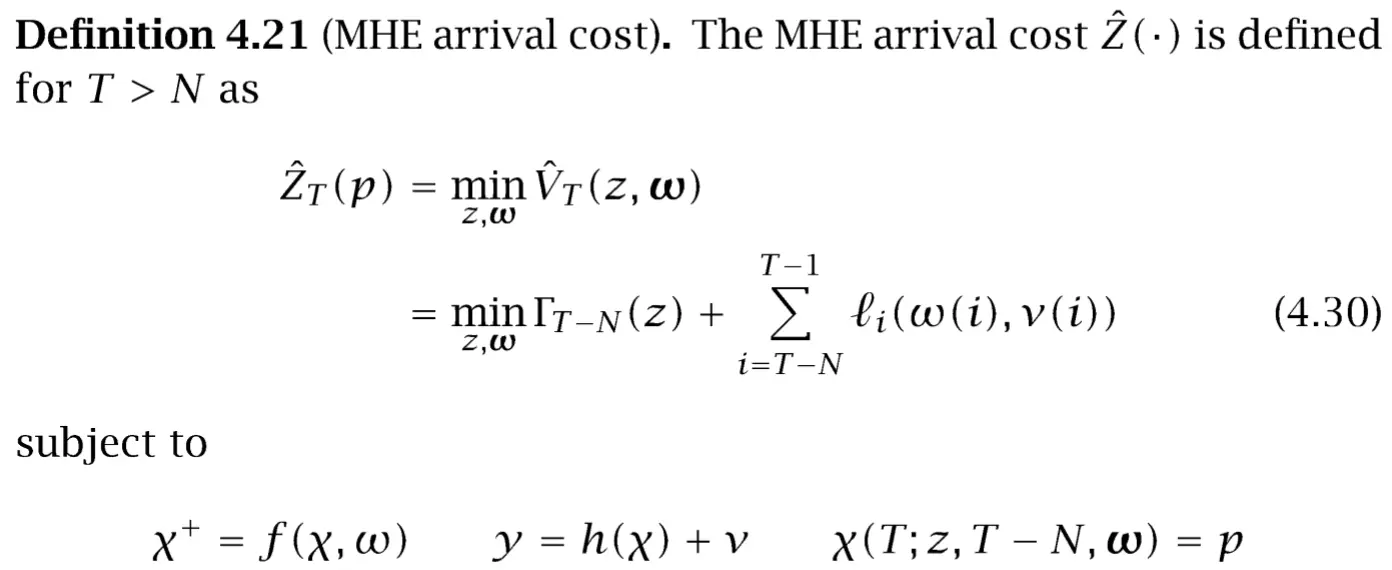 Definition 4.21 (MHE arrival cost). The MHE arrival cost Ẑ(·) is defined
for T > N as
Ẑ_T(p) = min_{z,𝝎} V̂_T(z, 𝝎)
= min_{z,𝝎} Γ_{T−N}(z) + ∑_{i=T−N}^{T−1} ℓ_i(ω(i), ν(i)) (4.30)
subject to
χ⁺ = f(χ, ω) y = h(χ) + ν χ(T; z, T − N, 𝝎) = p